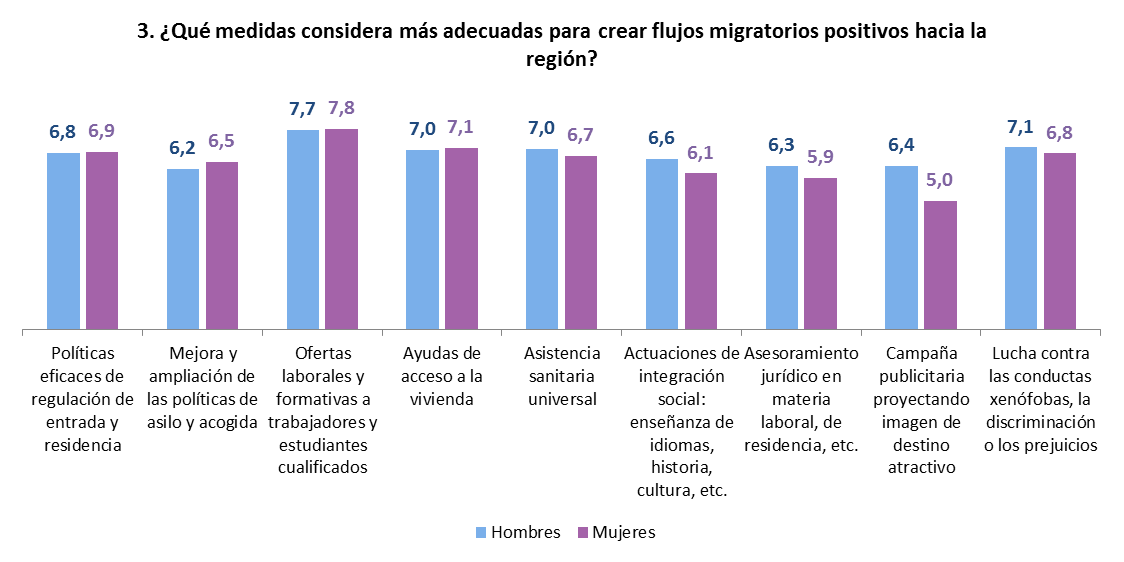 3. ¿Qué medidas considera más adecuadas para crear flujos migratorios positivos hacia la
región?
6,8 6,9
6,2 6,5
7,7 7,8
7,0 7,1
7,0 6,7
6,6 6,1
6,3 5,9
6,4 5,0
7,1 6,8
Políticas
eficaces de
regulación de
entrada y
residencia
Mejora y
ampliación de
las políticas de
asilo y acogida
Ofertas
laborales y
formativas a
trabajadores y
estudiantes
cualificados
Ayudas de
acceso a la
vivienda
Asistencia
sanitaria
universal
Actuaciones de
integración
social:
enseñanza de
idiomas,
historia,
cultura, etc.
Asesoramiento
jurídico en
materia
laboral, de
residencia, etc.
Campaña
publicitaria
proyectando
imagen de
destino
atractivo
Lucha contra
las conductas
xenófobas, la
discriminación
o los prejuicios
Hombres Mujeres